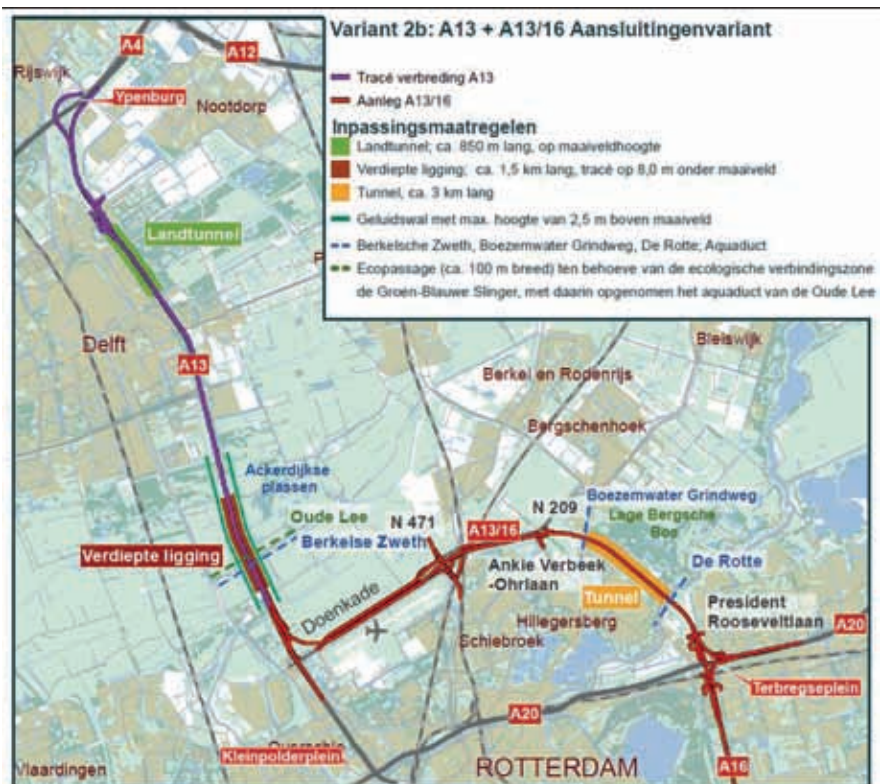 Variant 2b: A13 + A13/16 Aansluitingenvariant
Tracé verbreding A13
Aanleg A13/16
Inpassingsmaatregelen
Landtunnel; ca. 850 m lang, op maaiveldhoogte
Verdiepte ligging; ca. 1,5 km lang, tracé op 8,0 m onder maaiveld
Tunnel, ca. 3 km lang
Geluidswal met max. hoogte van 2,5 m boven maaiveld
Berkelsche Zweth, Boezemwater Grindweg, De Rotte; Aquaduct
Ecopassage (ca. 100 m breed) ten behoeve van de ecologische verbindingszone
de Groen-Blauwe Slinger, met daarin opgenomen het aquaduct van de Oude Lee
A4
A12
Rijswijk
Ypenburg
Nootdorp
Landtunnel
P
Delft
A13
Bleiswijk
Berkel en Rodenrijs
Bergschenhoek
Ackerdijkse
plassen
Boezemwater Grindweg
Oude Lee
N 471
A13/16
N 209
Lage Bergsche
Bos
Berkelse Zweth
Verdiepte ligging
Ankie Verbeek
-Ohrlaan
De Rotte
Doenkade
Tunnel
President
Rooseveltlaan
Hillegersberg
Schiebroek
A20
Terbregseplein
A20
Kleinpolderplein
Vlaardingen
ROTTERDAM
A16